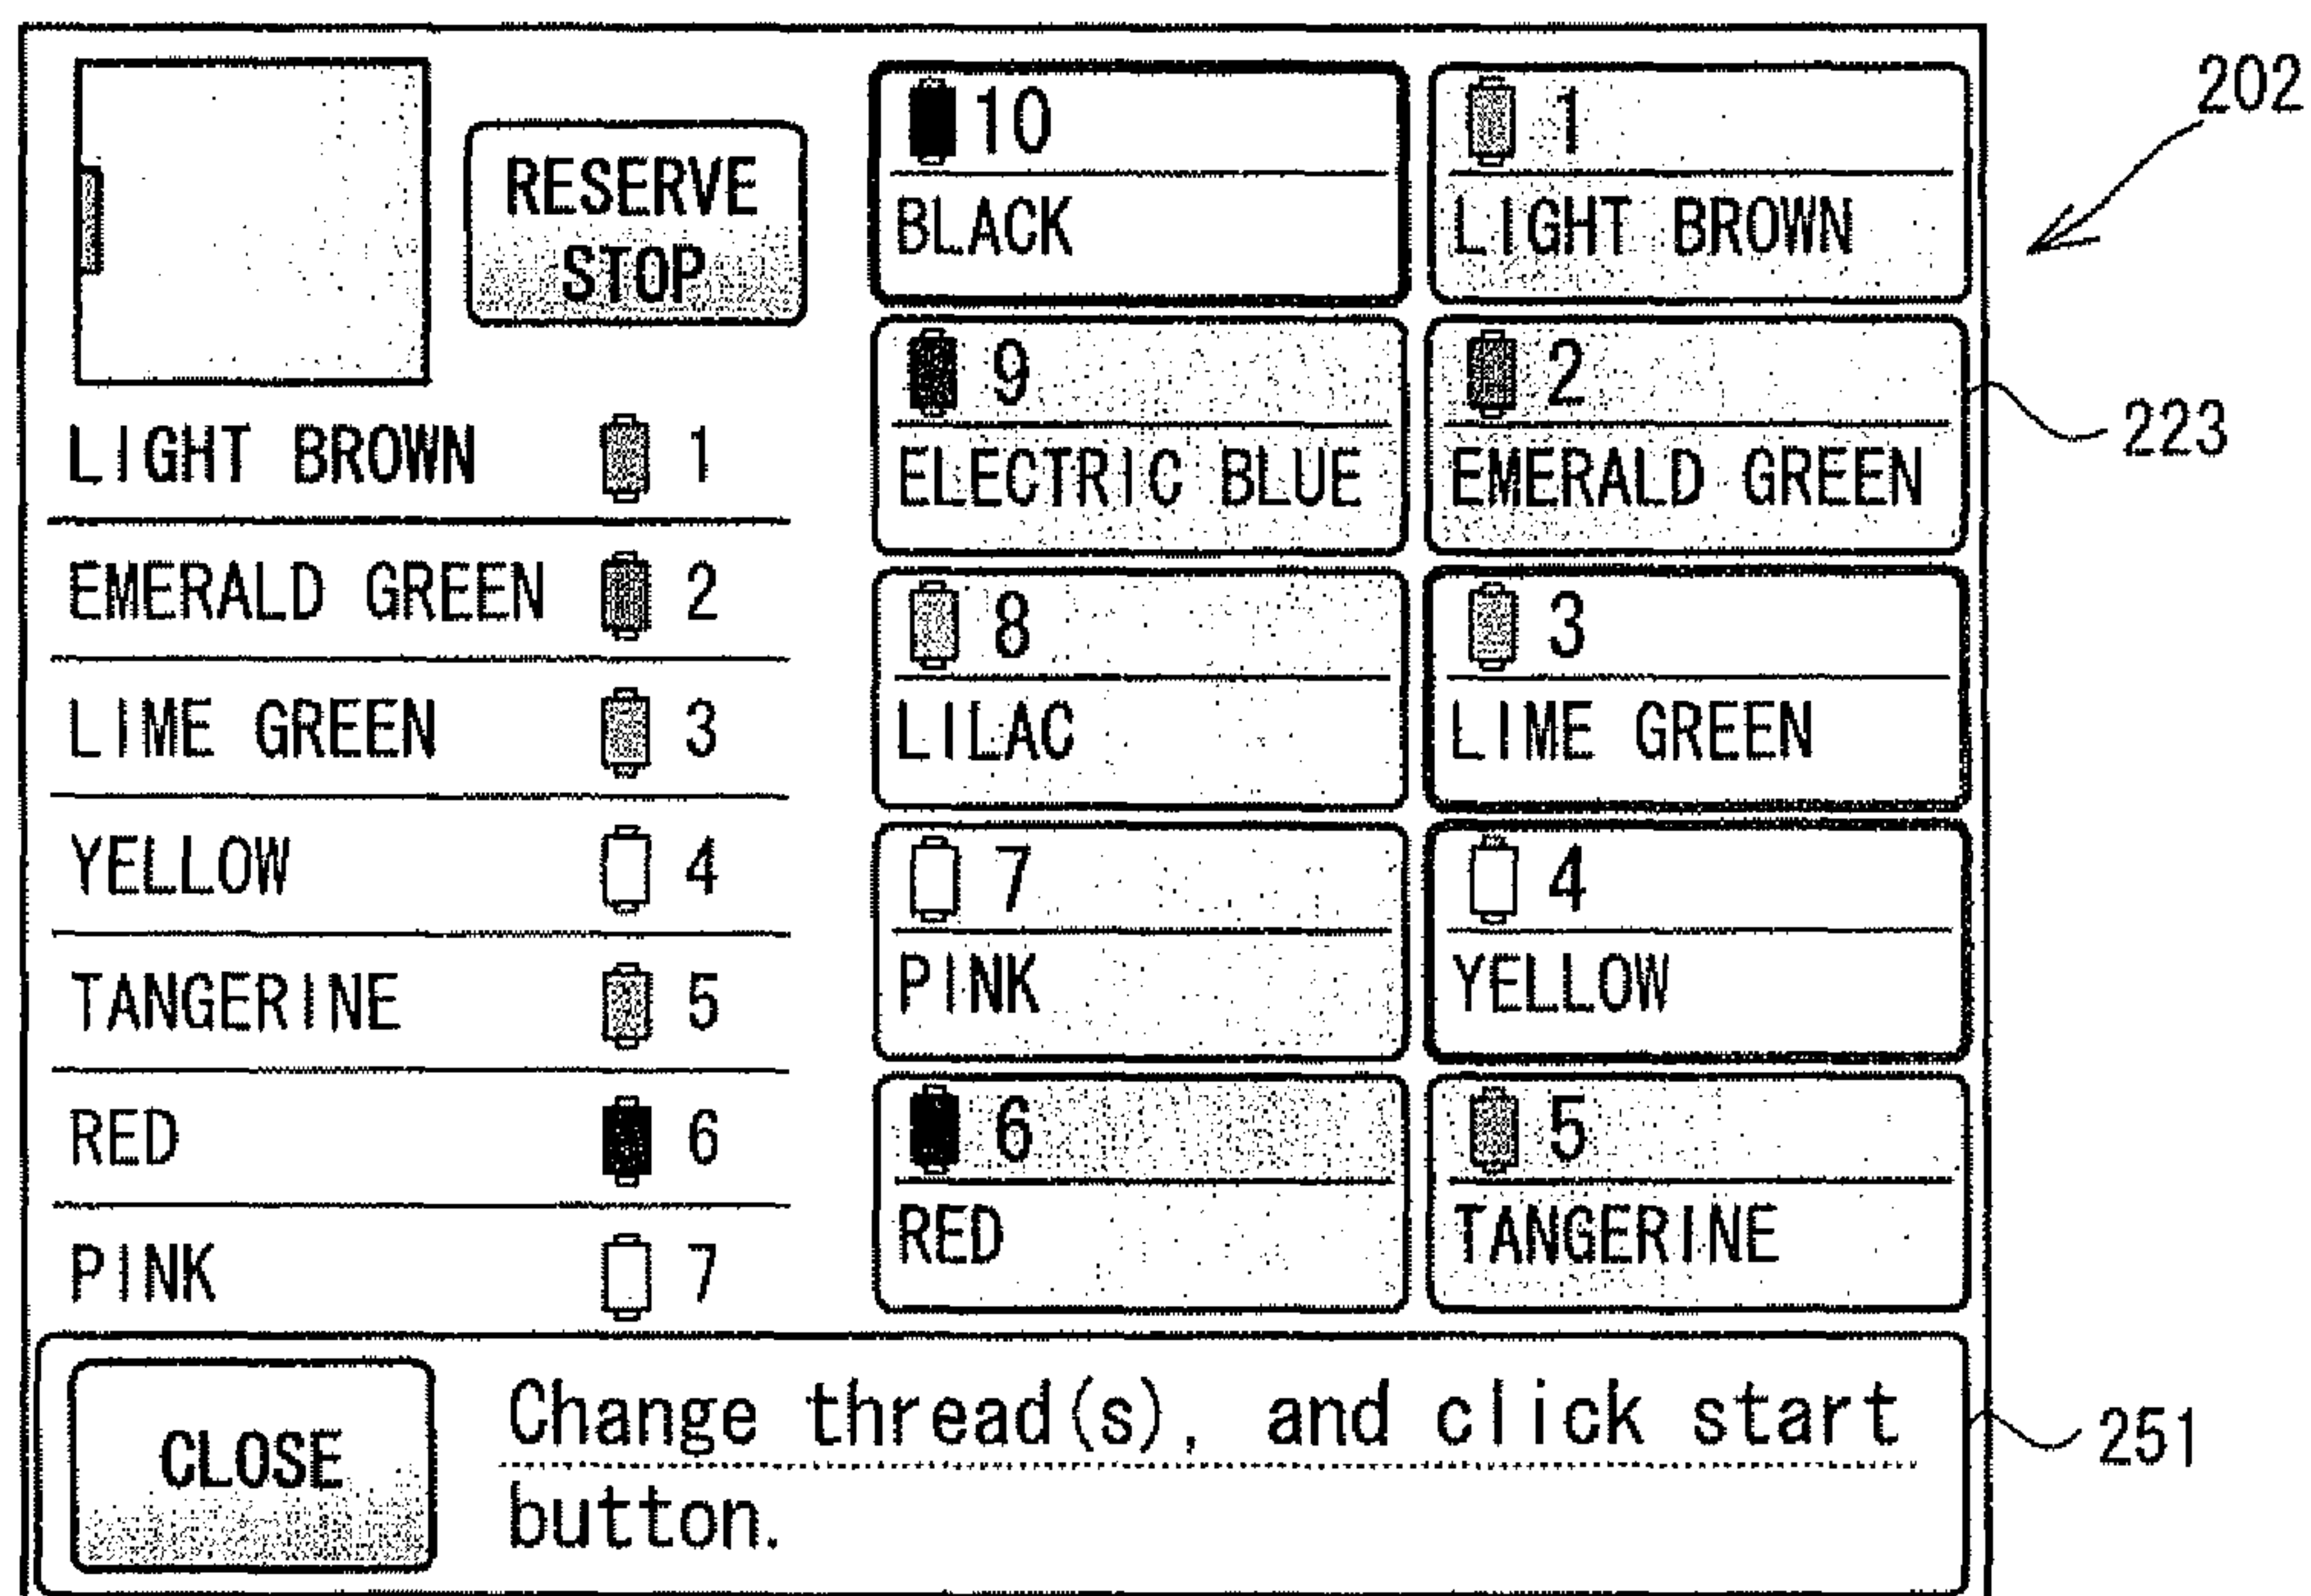 RESERVE
STOP
LIGHT BROWN 1
EMERALD GREEN 2
LIME GREEN 3
YELLOW 4
TANGERINE 5
RED 6
PINK 7
10
BLACK
1
LIGHT BROWN
9
ELECTRIC BLUE
2
EMERALD GREEN
8
LILAC
3
LIME GREEN
7
PINK
4
YELLOW
6
RED
5
TANGERINE
CLOSE
Change thread(s), and click start
button.
202
223
251